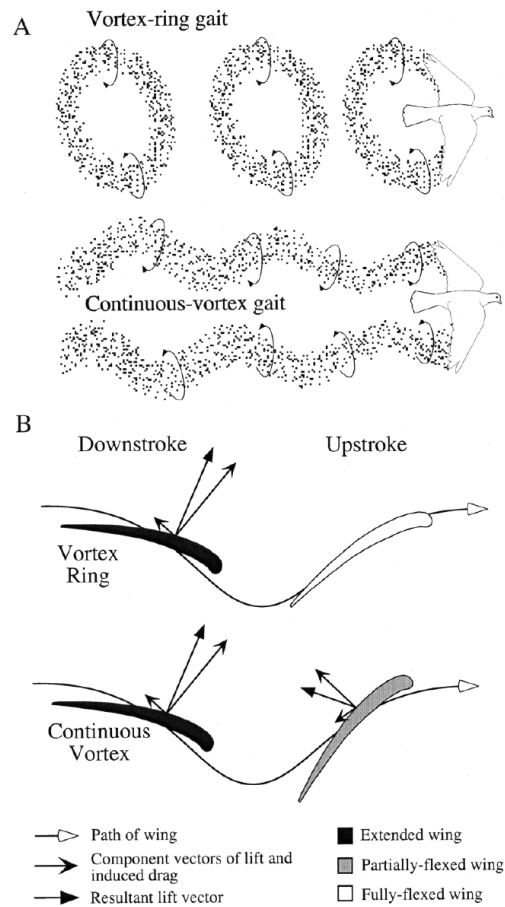 A
Vortex-ring gait
Continuous-vortex gait
B
Downstroke
Upstroke
Vortex
Ring
Continuous
Vortex
Path of wing
Component vectors of lift and
induced drag
Resultant lift vector
Extended wing
Partially-flexed wing
Fully-flexed wing